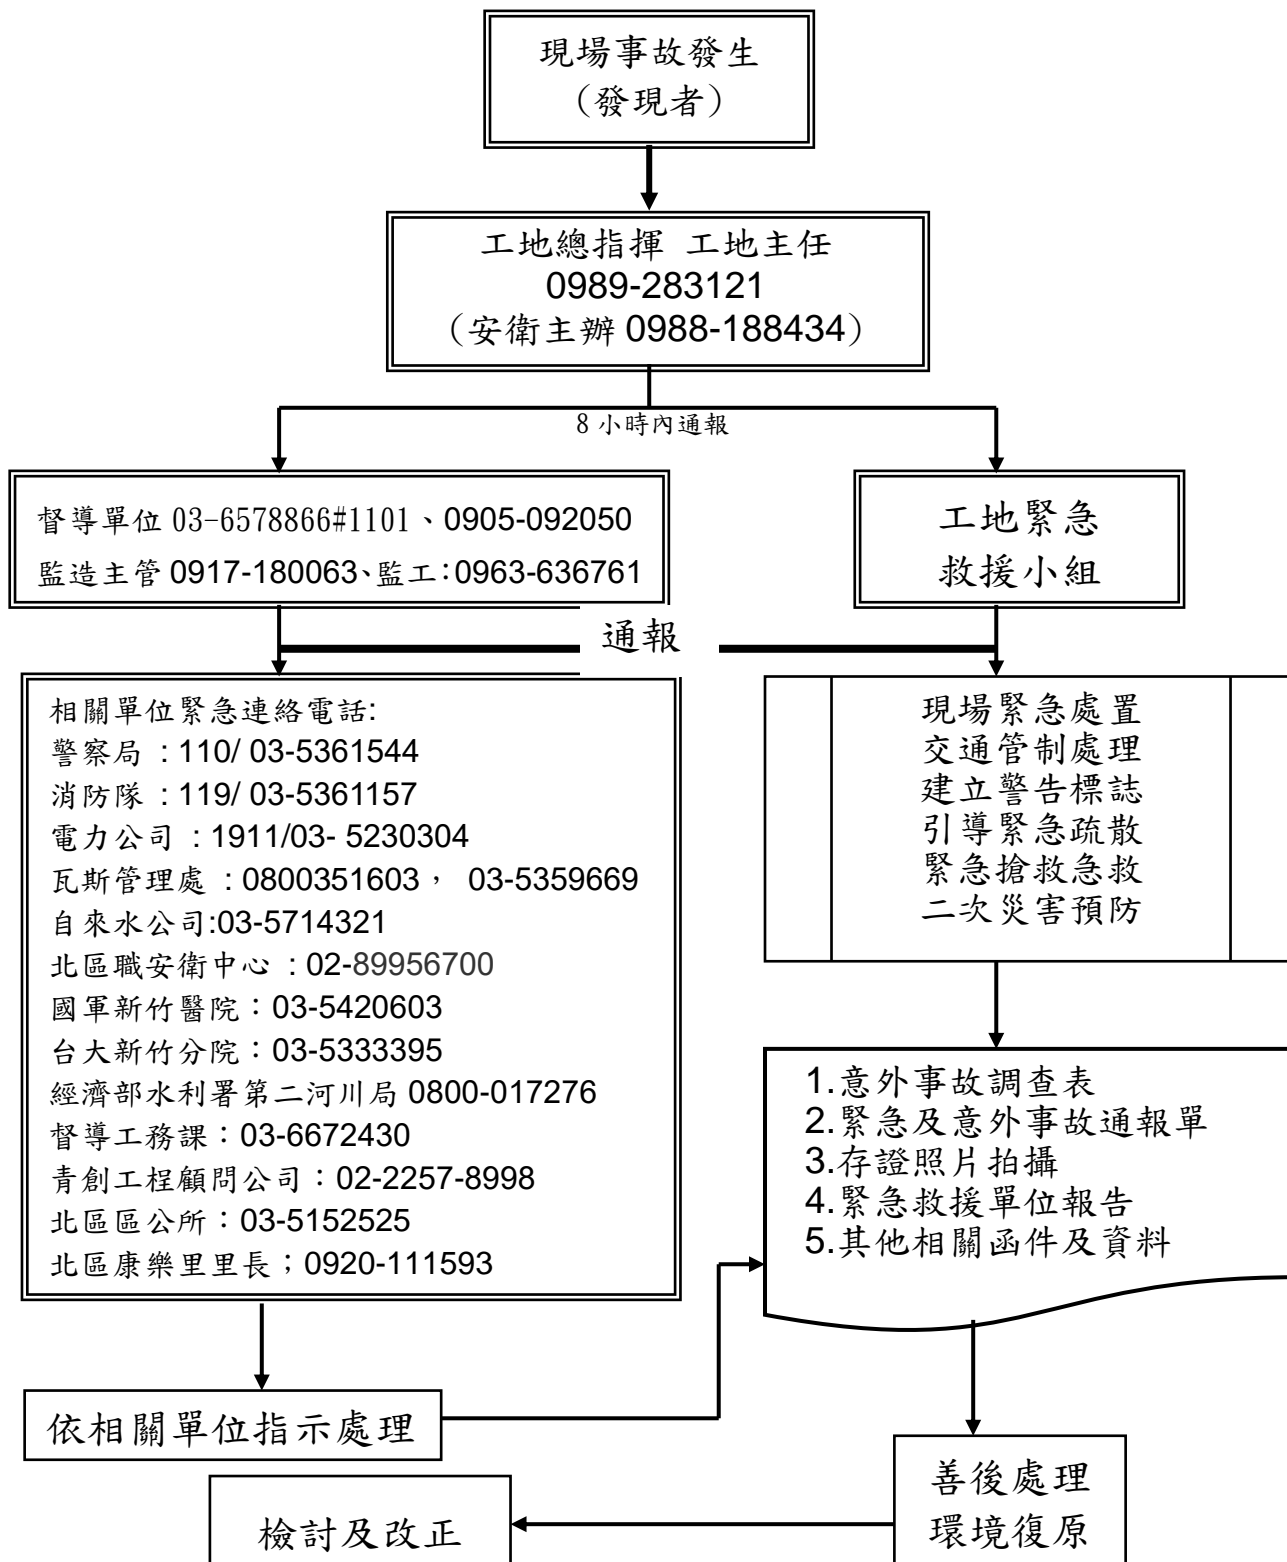 現場事故發生
(發現者)
工地總指揮 工地主任
0989-283121
(安衛主辦 0988-188434)
8 小時內通報
督導單位 03-6578866#1101、0905-092050
監造主管 0917-180063、監工:0963-636761
工地緊急
救援小組
通報
相關單位緊急連絡電話:
警察局 : 110/ 03-5361544
消防隊 : 119/ 03-5361157
電力公司 : 1911/03- 5230304
瓦斯管理處 : 0800351603, 03-5359669
自來水公司:03-5714321
北區職安衛中心 : 02-89956700
國軍新竹醫院：03-5420603
台大新竹分院：03-5333395
經濟部水利署第二河川局 0800-017276
督導工務課：03-6672430
青創工程顧問公司：02-2257-8998
北區區公所：03-5152525
北區康樂里里長；0920-111593
現場緊急處置
交通管制處理
建立警告標誌
引導緊急疏散
緊急搶救急救
二次災害預防
1.意外事故調查表
2.緊急及意外事故通報單
3.存證照片拍攝
4.緊急救援單位報告
5.其他相關函件及資料
依相關單位指示處理
善後處理
環境復原
檢討及改正